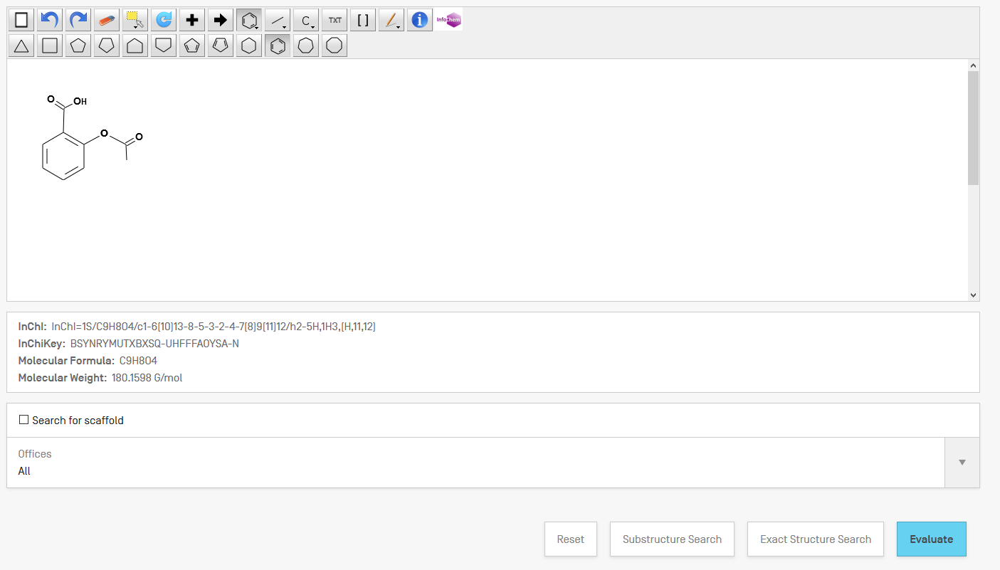 C
TXT
[ ]
i
InfoChem
O
OH
O
O
InChI: InChI=1S/C9H8O4/c1-6(10)13-8-5-3-2-4-7(8)9(11)12/h2-5H,1H3,(H,11,12)
InChiKey: BSYNRYMUTXBXSQ-UHFFFAOYSA-N
Molecular Formula: C9H8O4
Molecular Weight: 180.1598 G/mol
Search for scaffold
Offices
All
Reset
Substructure Search
Exact Structure Search
Evaluate